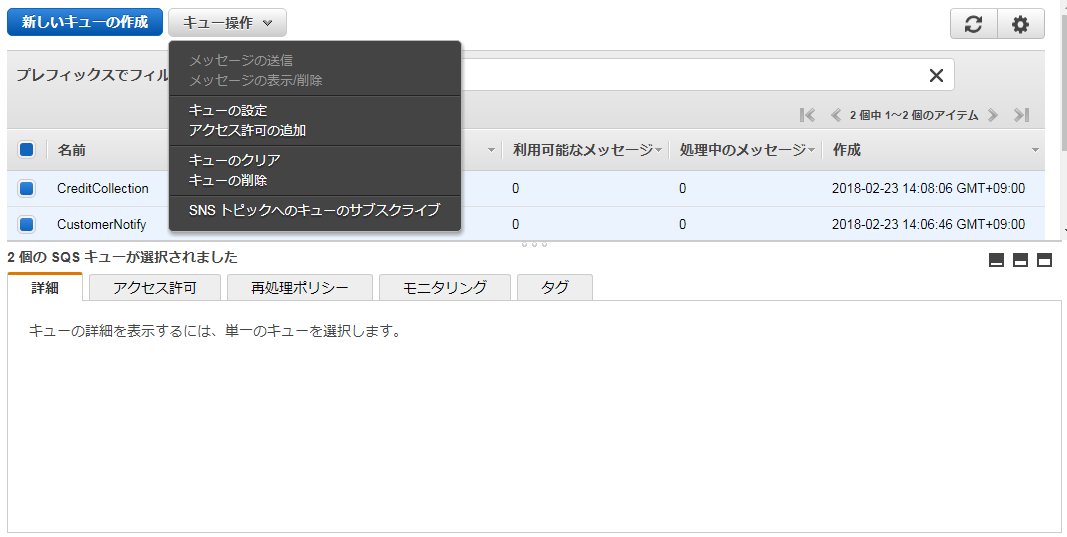 新しいキューの作成
キュー操作
メッセージの送信
メッセージの表示/削除
キューの設定
アクセス許可の追加
キューのクリア
キューの削除
SNS トピックへのキューのサブスクライブ
プレフィックスでフィル
2 個中 1～2 個のアイテム
名前 利用可能なメッセージ 処理中のメッセージ 作成
CreditCollection 0 0 2018-02-23 14:08:06 GMT+09:00
CustomerNotify 0 0 2018-02-23 14:06:46 GMT+09:00
2 個の SQS キューが選択されました
詳細 アクセス許可 再処理ポリシー モニタリング タグ
キューの詳細を表示するには、単一のキューを選択します。